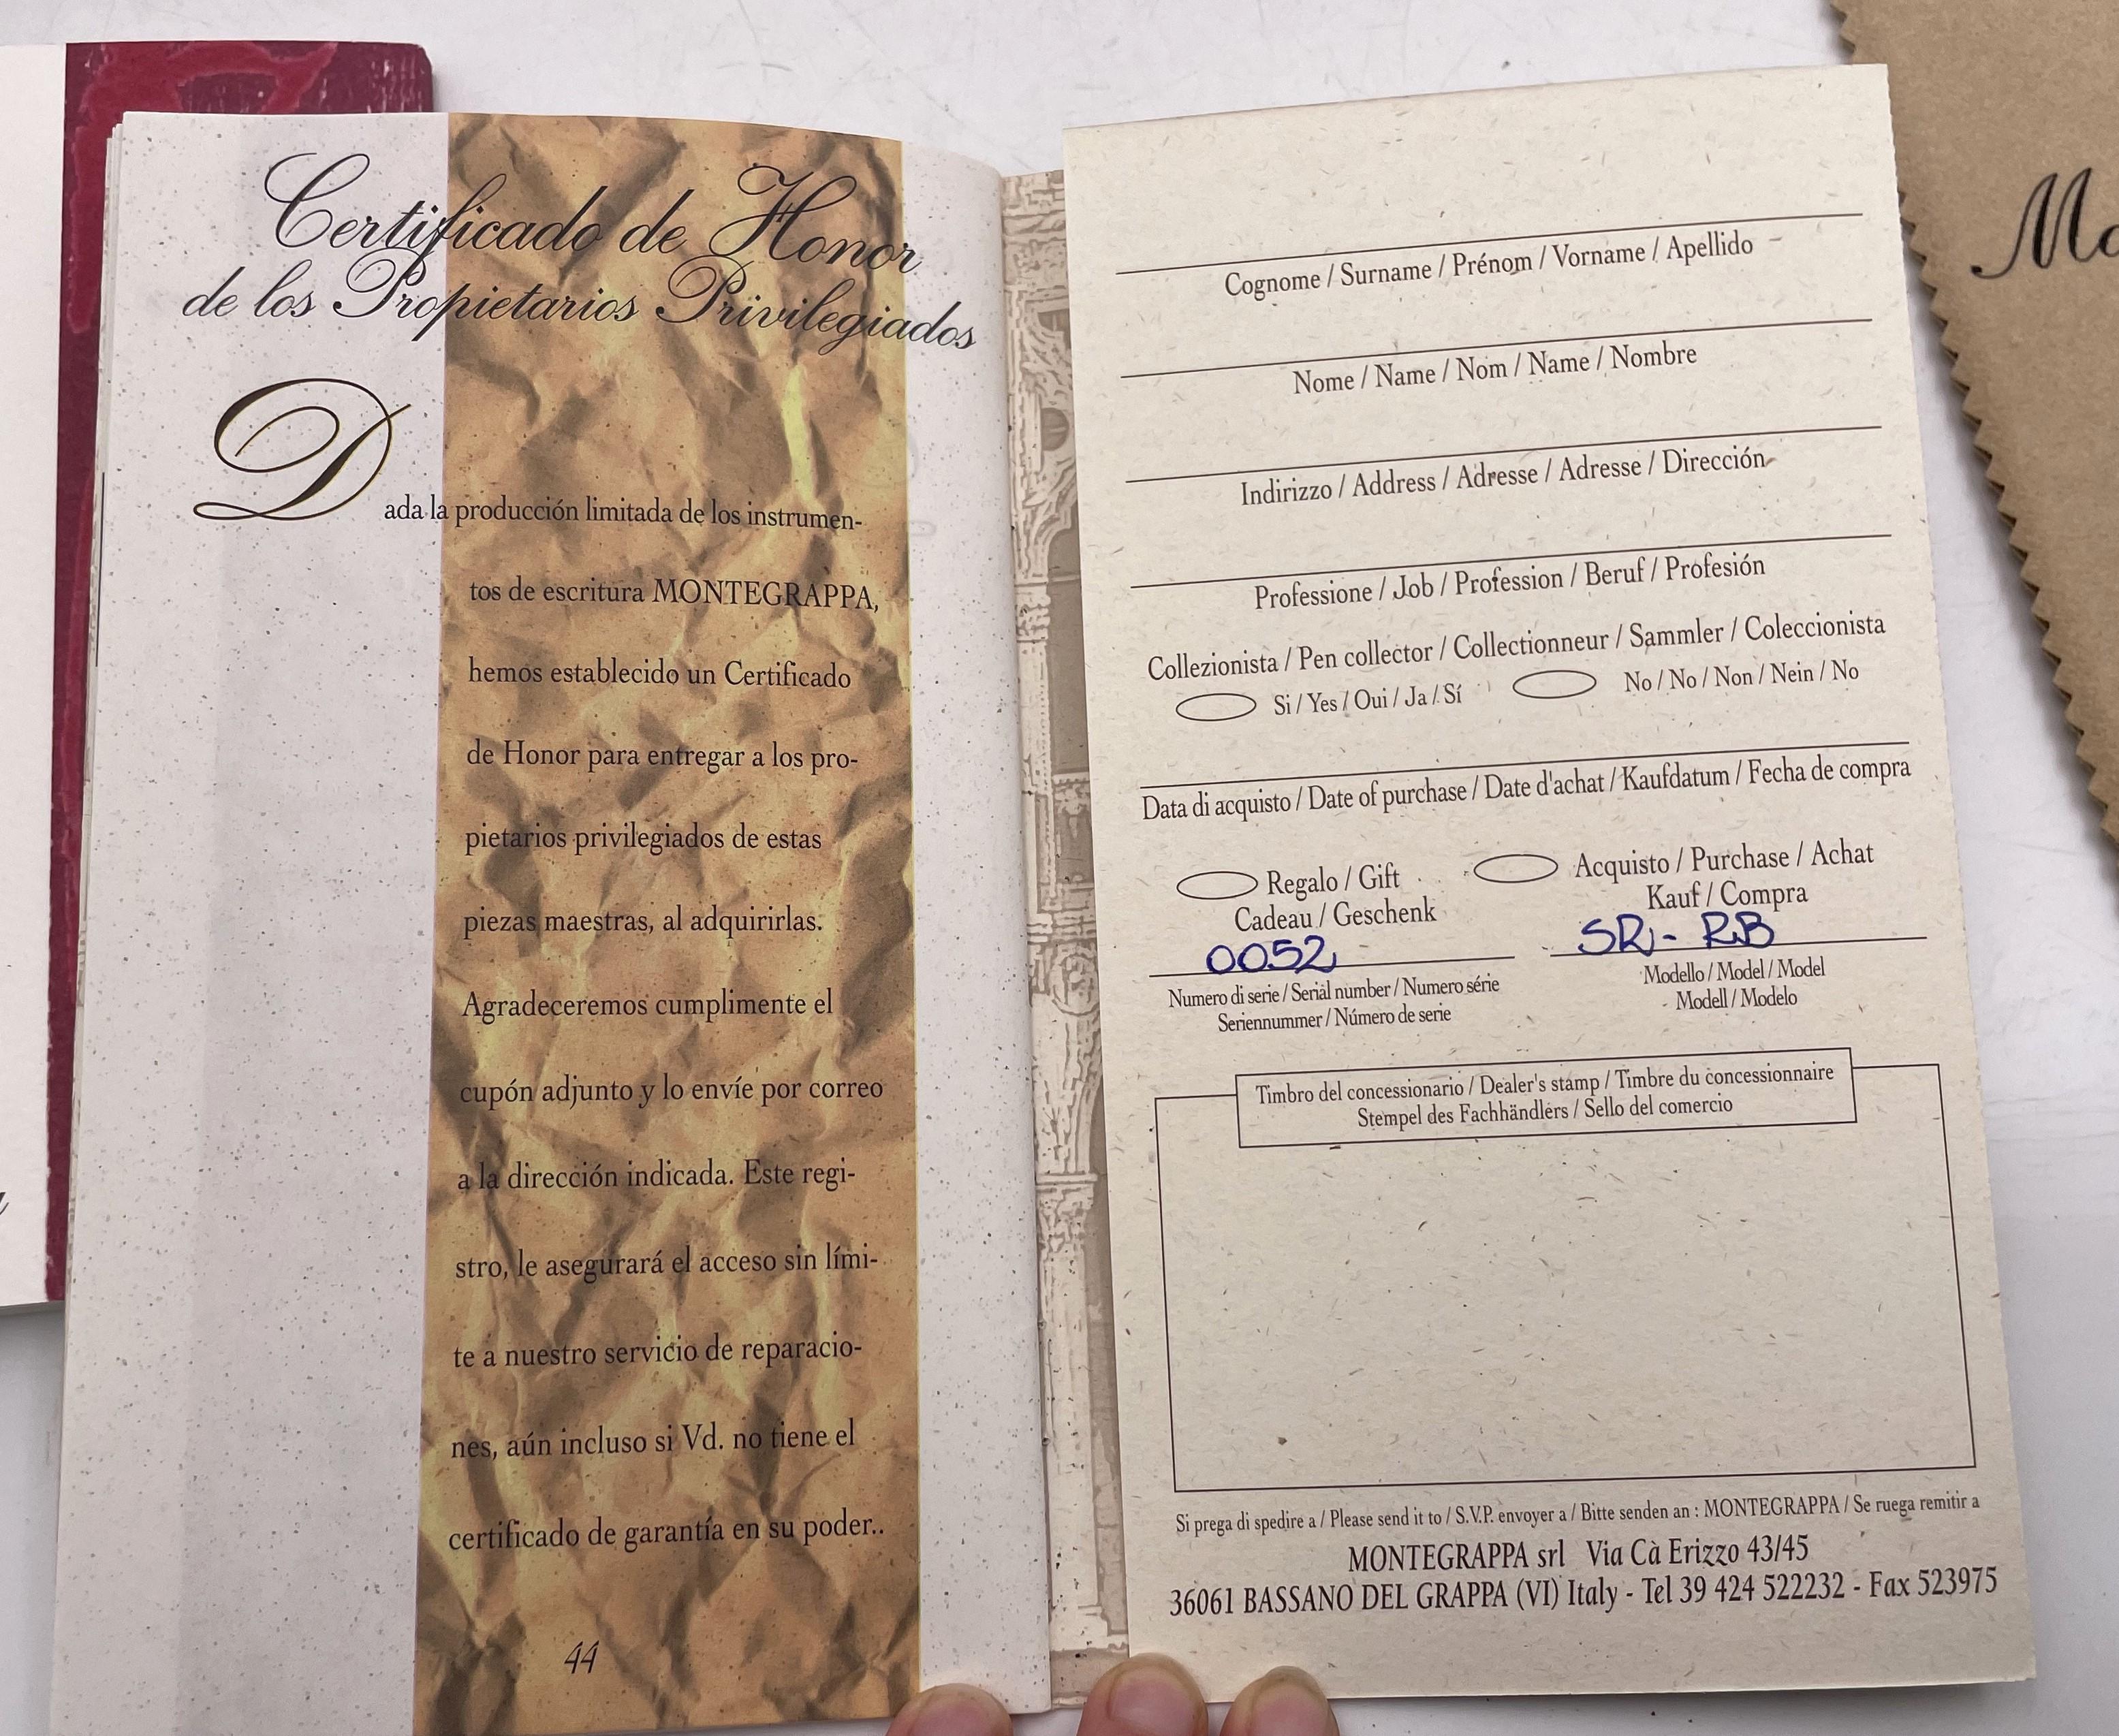 Certificado de Honor
de los Propietarios Privilegiados
Dada la producción limitada de los instrumen-
tos de escritura MONTEGRAPPA,
hemos establecido un Certificado
de Honor para entregar a los pro-
pietarios privilegiados de estas
piezas maestras, al adquirirlas.
Agradeceremos cumplimente el
cupón adjunto y lo envíe por correo
a la dirección indicada. Este regi-
stro, le asegurará el acceso sin lími-
te a nuestro servicio de reparacio-
nes, aún incluso si Vd. no tiene el
certificado de garantía en su poder..
44
Cognome / Surname / Prénom / Vorname / Apellido
Nome / Name / Nom / Name / Nombre
Indirizzo / Address / Adresse / Adresse / Dirección
Professione / Job / Profession / Beruf / Profesión
Collezionista / Pen collector / Collectionneur / Sammler / Coleccionista
Si / Yes / Oui / Ja / Sí No / No / Non / Nein / No
Data di acquisto / Date of purchase / Date d'achat / Kaufdatum / Fecha de compra
Regalo / Gift
Cadeau / Geschenk
Acquisto / Purchase / Achat
Kauf / Compra
0052
Numero di serie / Serial number / Numero série
Seriennummer / Número de serie
SR - RB
Modello / Model / Model
Modell / Modelo
Timbro del concessionario / Dealer's stamp / Timbre du concessionnaire
Stempel des Fachhändlers / Sello del comercio
Si prega di spedire a / Please send it to / S.V.P. envoyer a / Bitte senden an : MONTEGRAPPA / Se ruega remitir a
MONTEGRAPPA srl Via Cà Erizzo 43/45
36061 BASSANO DEL GRAPPA (VI) Italy - Tel 39 424 522232 - Fax 523975